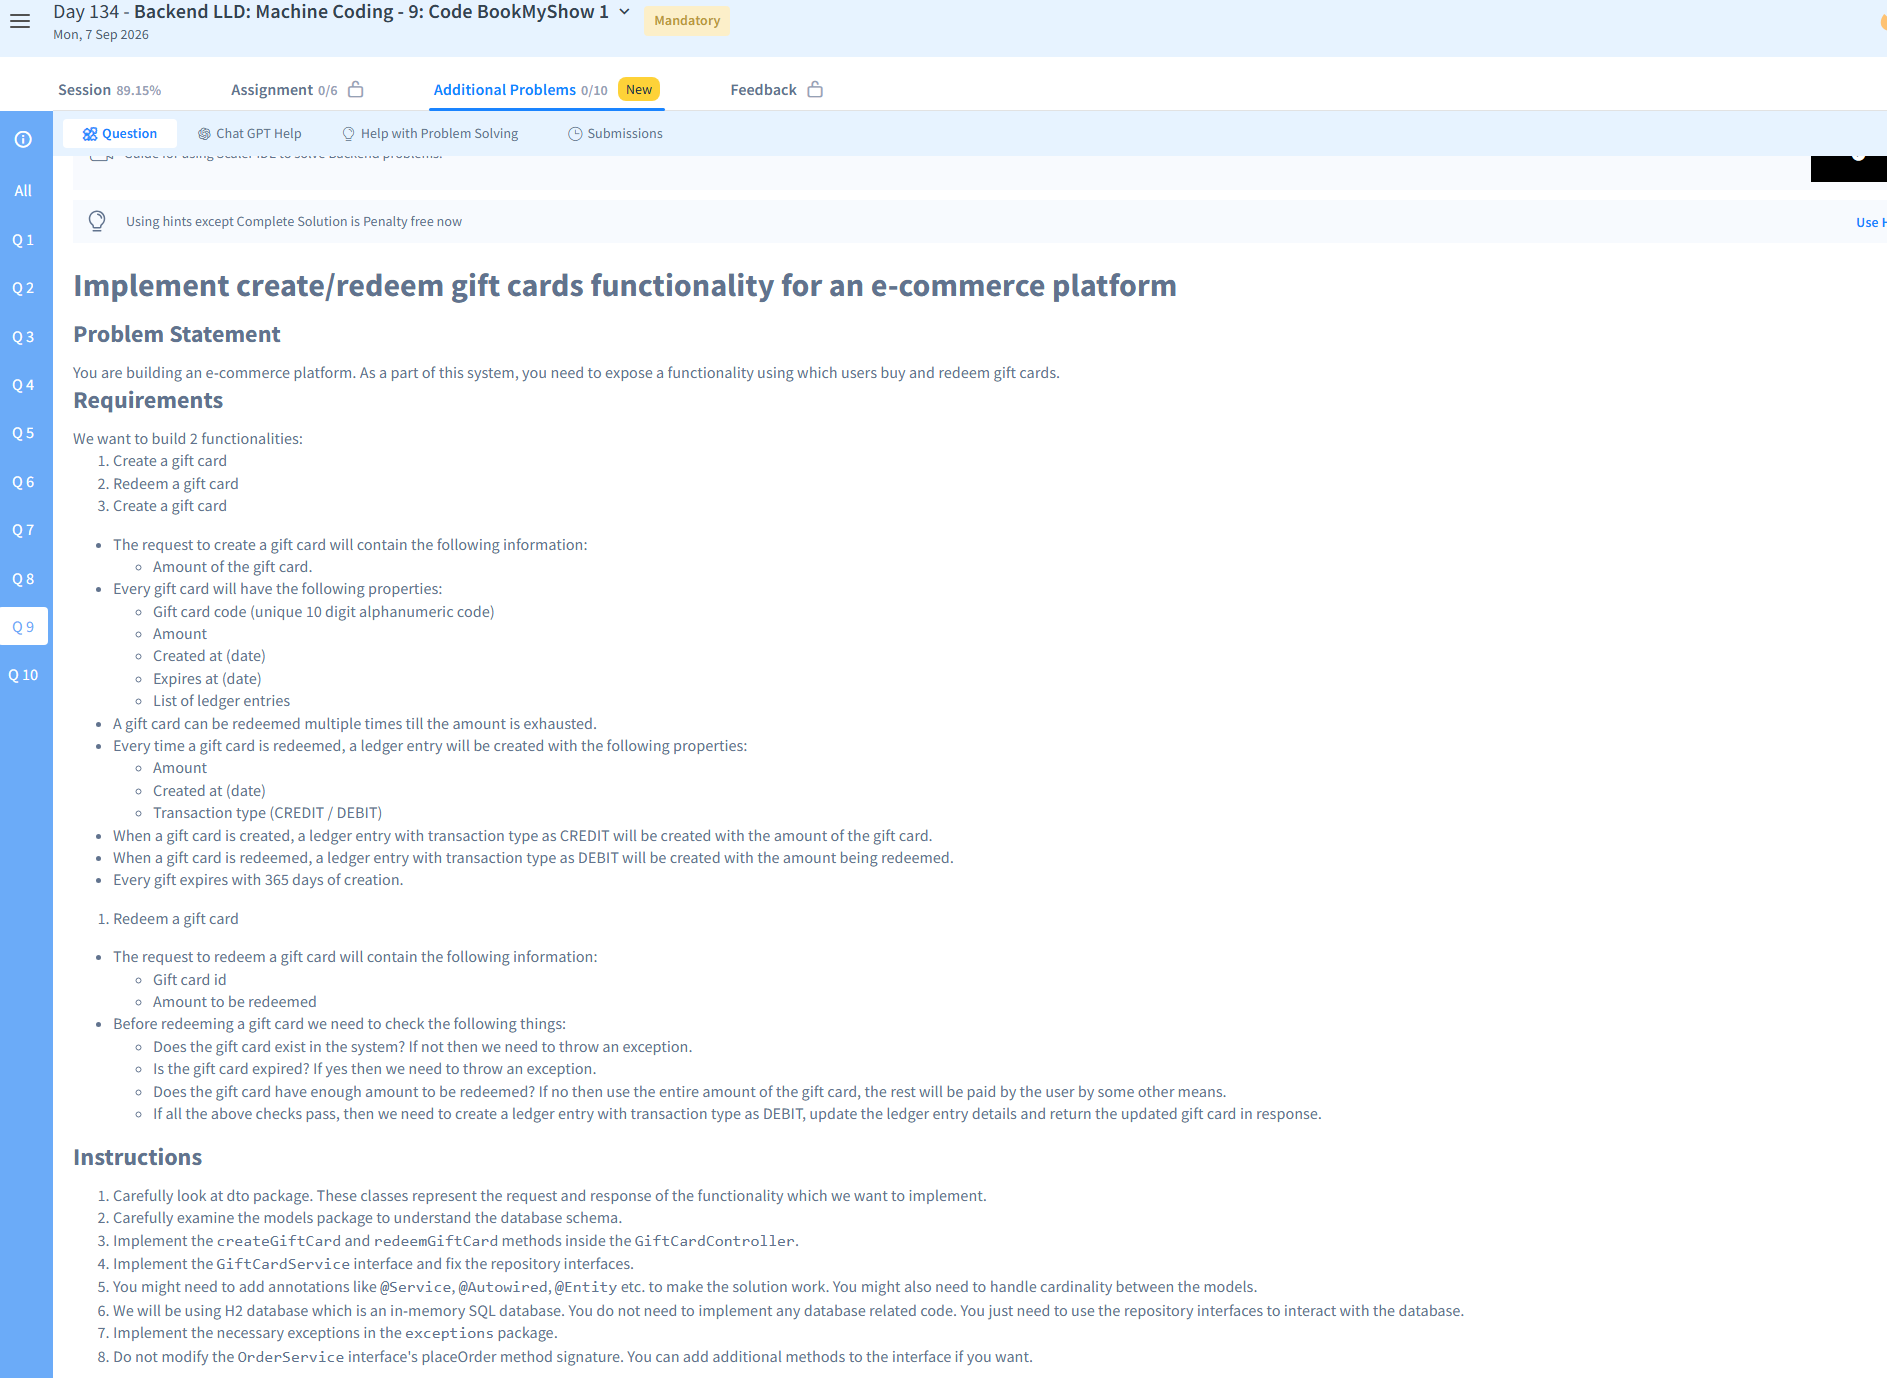 Day 134 - Backend LLD: Machine Coding - 9: Code BookMyShow 1
Mandatory
Mon, 7 Sep 2026
Session 89.15%
Assignment 0/6
Additional Problems 0/10 New
Feedback
Question
Chat GPT Help
Help with Problem Solving
Submissions
All
Q 1
Q 2
Q 3
Q 4
Q 5
Q 6
Q 7
Q 8
Q 9
Q 10
Guide for using Scaler IDE to solve Backend problems.
Using hints except Complete Solution is Penalty free now
Use H
Implement create/redeem gift cards functionality for an e-commerce platform
Problem Statement
You are building an e-commerce platform. As a part of this system, you need to expose a functionality using which users buy and redeem gift cards.
Requirements
We want to build 2 functionalities:
1. Create a gift card
2. Redeem a gift card
3. Create a gift card
• The request to create a gift card will contain the following information:
◦ Amount of the gift card.
• Every gift card will have the following properties:
◦ Gift card code (unique 10 digit alphanumeric code)
◦ Amount
◦ Created at (date)
◦ Expires at (date)
◦ List of ledger entries
• A gift card can be redeemed multiple times till the amount is exhausted.
• Every time a gift card is redeemed, a ledger entry will be created with the following properties:
◦ Amount
◦ Created at (date)
◦ Transaction type (CREDIT / DEBIT)
• When a gift card is created, a ledger entry with transaction type as CREDIT will be created with the amount of the gift card.
• When a gift card is redeemed, a ledger entry with transaction type as DEBIT will be created with the amount being redeemed.
• Every gift expires with 365 days of creation.
1. Redeem a gift card
• The request to redeem a gift card will contain the following information:
◦ Gift card id
◦ Amount to be redeemed
• Before redeeming a gift card we need to check the following things:
◦ Does the gift card exist in the system? If not then we need to throw an exception.
◦ Is the gift card expired? If yes then we need to throw an exception.
◦ Does the gift card have enough amount to be redeemed? If no then use the entire amount of the gift card, the rest will be paid by the user by some other means.
◦ If all the above checks pass, then we need to create a ledger entry with transaction type as DEBIT, update the ledger entry details and return the updated gift card in response.
Instructions
1. Carefully look at dto package. These classes represent the request and response of the functionality which we want to implement.
2. Carefully examine the models package to understand the database schema.
3. Implement the createGiftCard and redeemGiftCard methods inside the GiftCardController.
4. Implement the GiftCardService interface and fix the repository interfaces.
5. You might need to add annotations like @Service, @Autowired, @Entity etc. to make the solution work. You might also need to handle cardinality between the models.
6. We will be using H2 database which is an in-memory SQL database. You do not need to implement any database related code. You just need to use the repository interfaces to interact with the database.
7. Implement the necessary exceptions in the exceptions package.
8. Do not modify the OrderService interface's placeOrder method signature. You can add additional methods to the interface if you want.